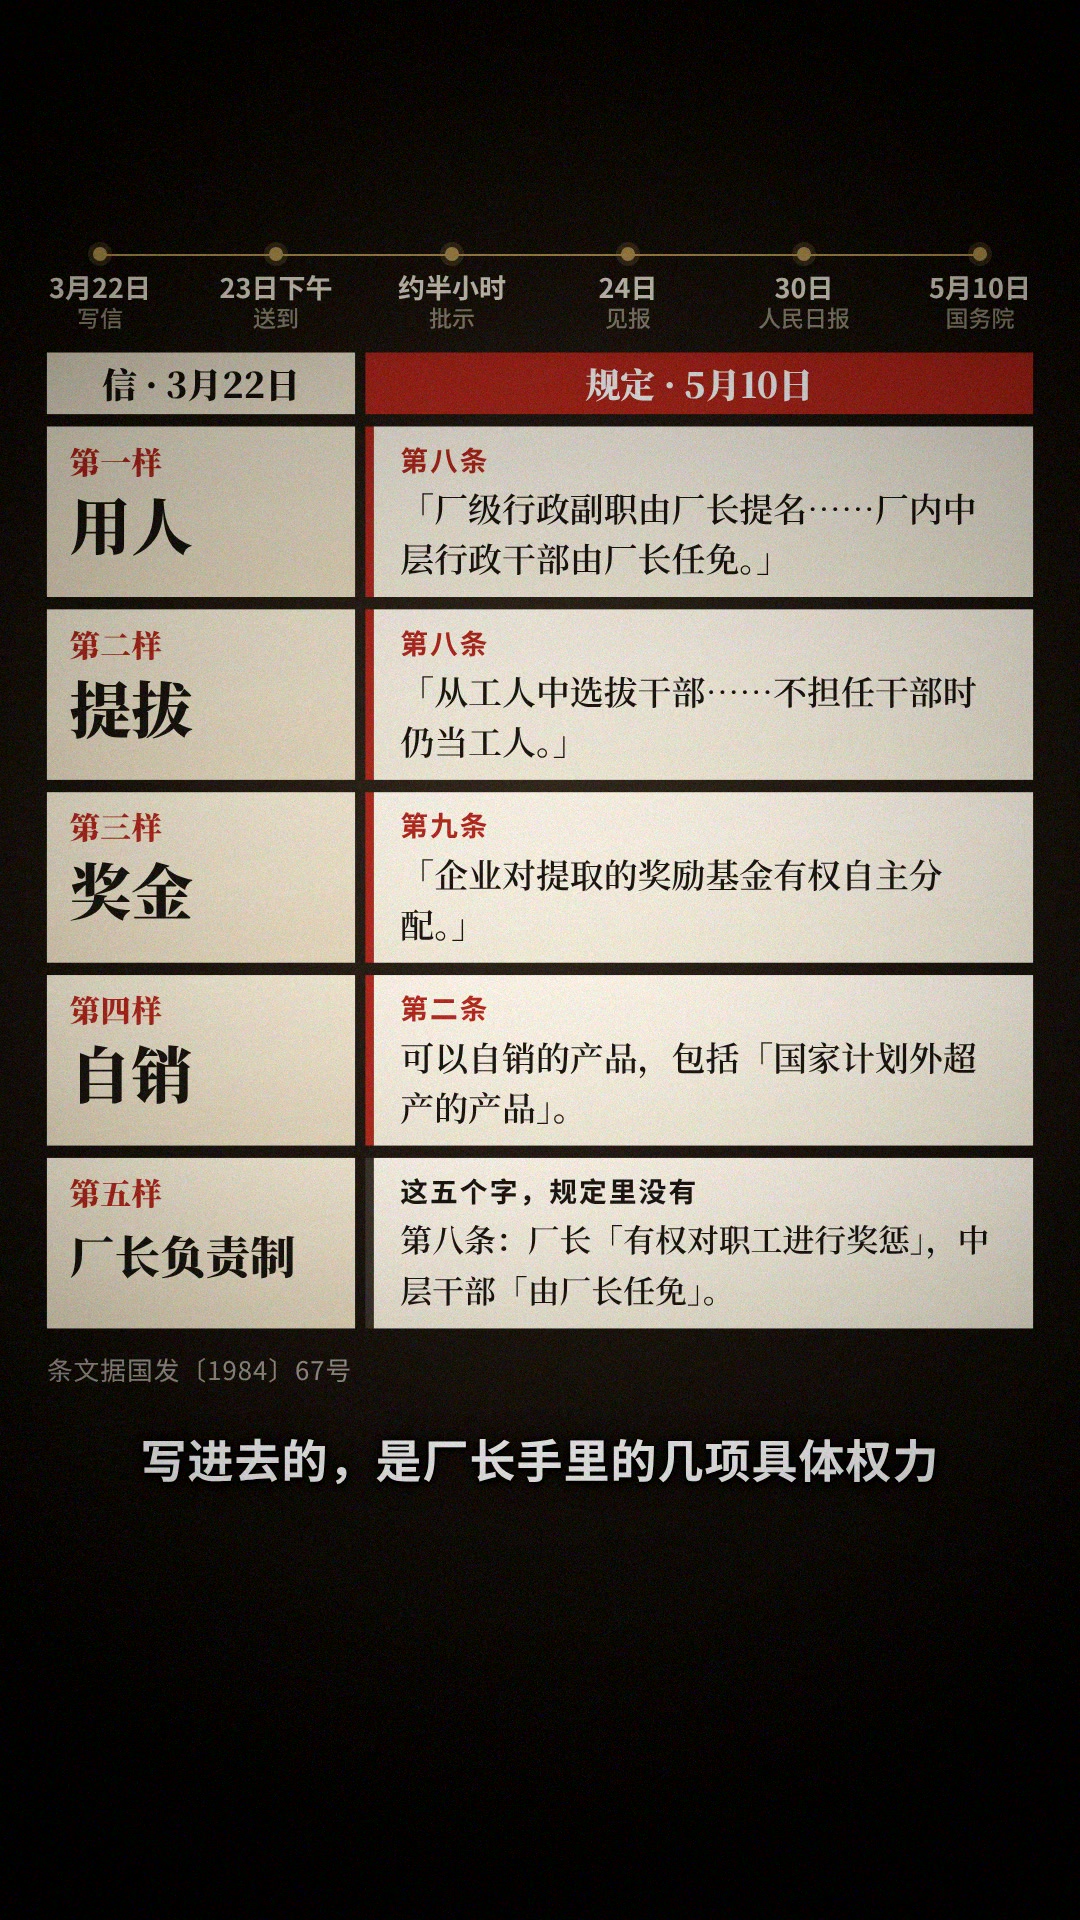 3月22日 23日下午 约半小时 24日 30日 5月10日
写信 送到 批示 见报 人民日报 国务院
信·3月22日
规定·5月10日
第一样
用人
第八条
「厂级行政副职由厂长提名……厂内中
层行政干部由厂长任免。」
第二样
提拔
第八条
「从工人中选拔干部……不担任干部时
仍当工人。」
第三样
奖金
第九条
「企业对提取的奖励基金有权自主分
配。」
第四样
自销
第二条
可以自销的产品，包括「国家计划外超
产的产品」。
第五样
厂长负责制
这五个字，规定里没有
第八条：厂长「有权对职工进行奖惩」，中
层干部「由厂长任免」。
条文据国发〔1984〕67号
写进去的，是厂长手里的几项具体权力